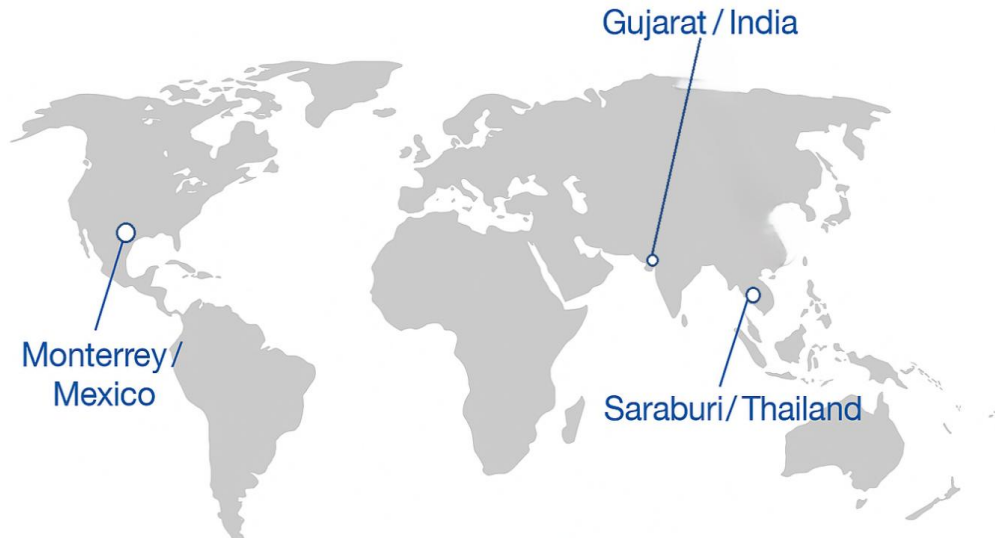 Gujarat / India
Monterrey /
Mexico
Saraburi / Thailand